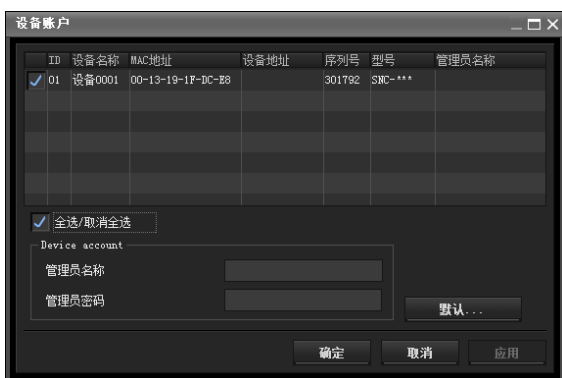 设备账户
ID 设备名称 MAC地址 设备地址 序列号 型号 管理员名称
01 设备0001 00-13-19-1F-DC-E8 301792 SNC-***
全选/取消全选
Device account
管理员名称
管理员密码
默认...
确定 取消 应用